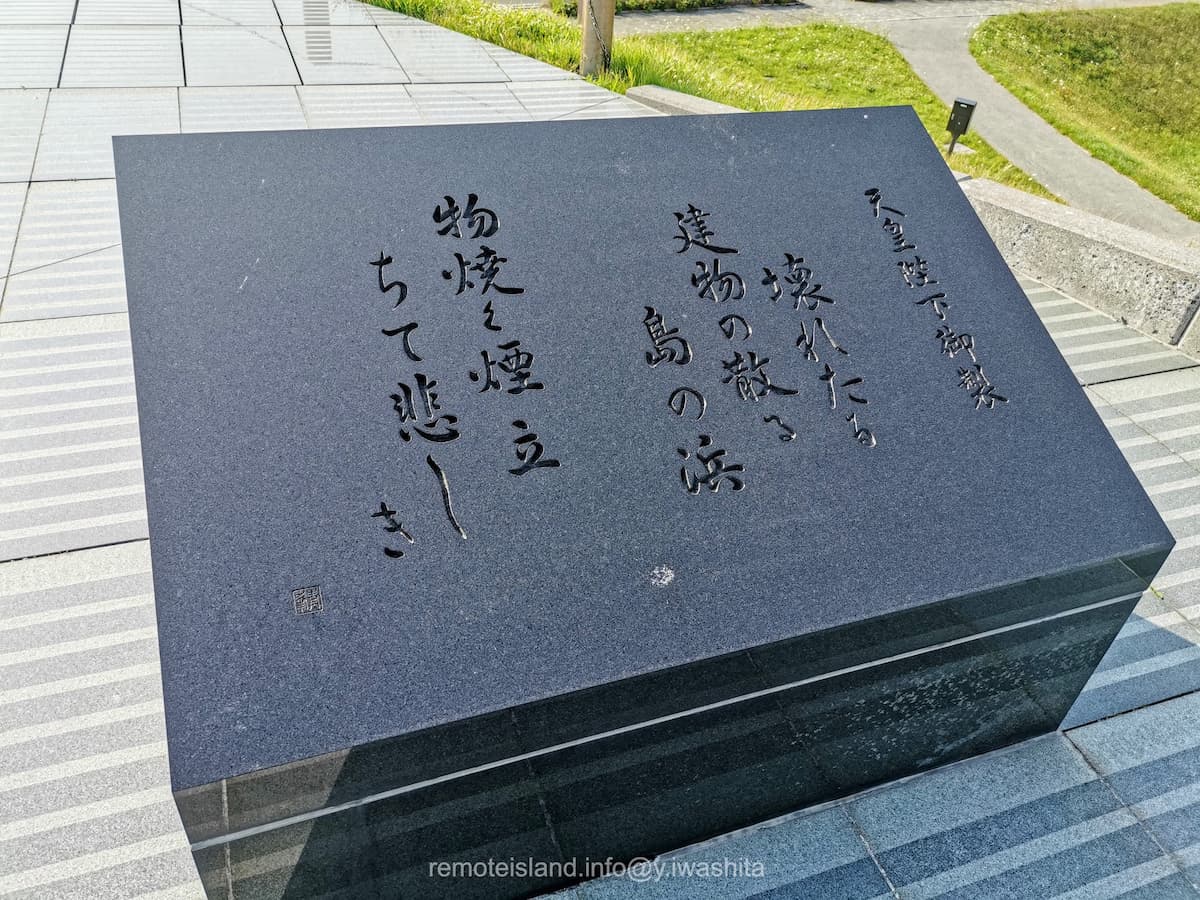 天皇陛下御製
壊れたる
建物の散る
島の浜
物焼く煙立
ちて悲し
き
remoteisland.info@y.iwashita